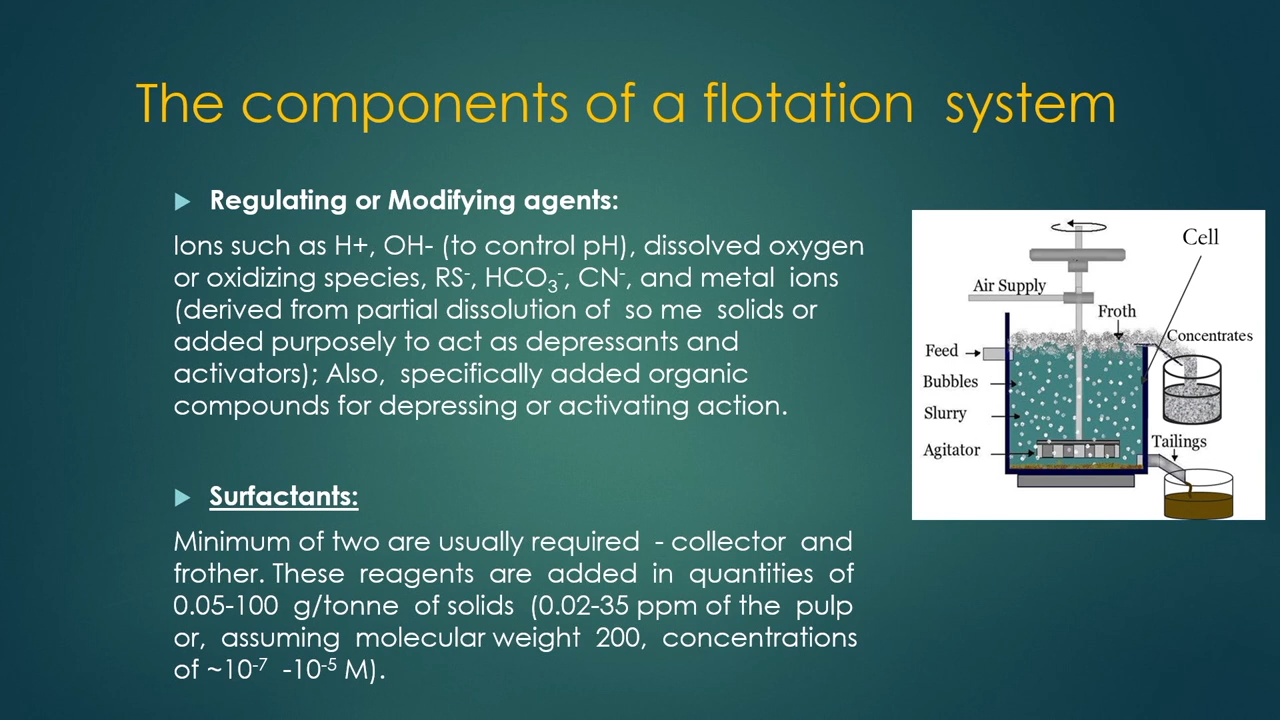 The components of a flotation system
Regulating or Modifying agents:
Ions such as H+, OH- (to control pH), dissolved oxygen
or oxidizing species, RS⁻, HCO₃⁻, CN⁻, and metal ions
(derived from partial dissolution of so me solids or
added purposely to act as depressants and
activators); Also, specifically added organic
compounds for depressing or activating action.
Surfactants:
Minimum of two are usually required - collector and
frother. These reagents are added in quantities of
0.05-100 g/tonne of solids (0.02-35 ppm of the pulp
or, assuming molecular weight 200, concentrations
of ~10⁻⁷ -10⁻⁵ M).
Cell
Air Supply
Froth
Concentrates
Feed
Bubbles
Slurry
Agitator
Tailings